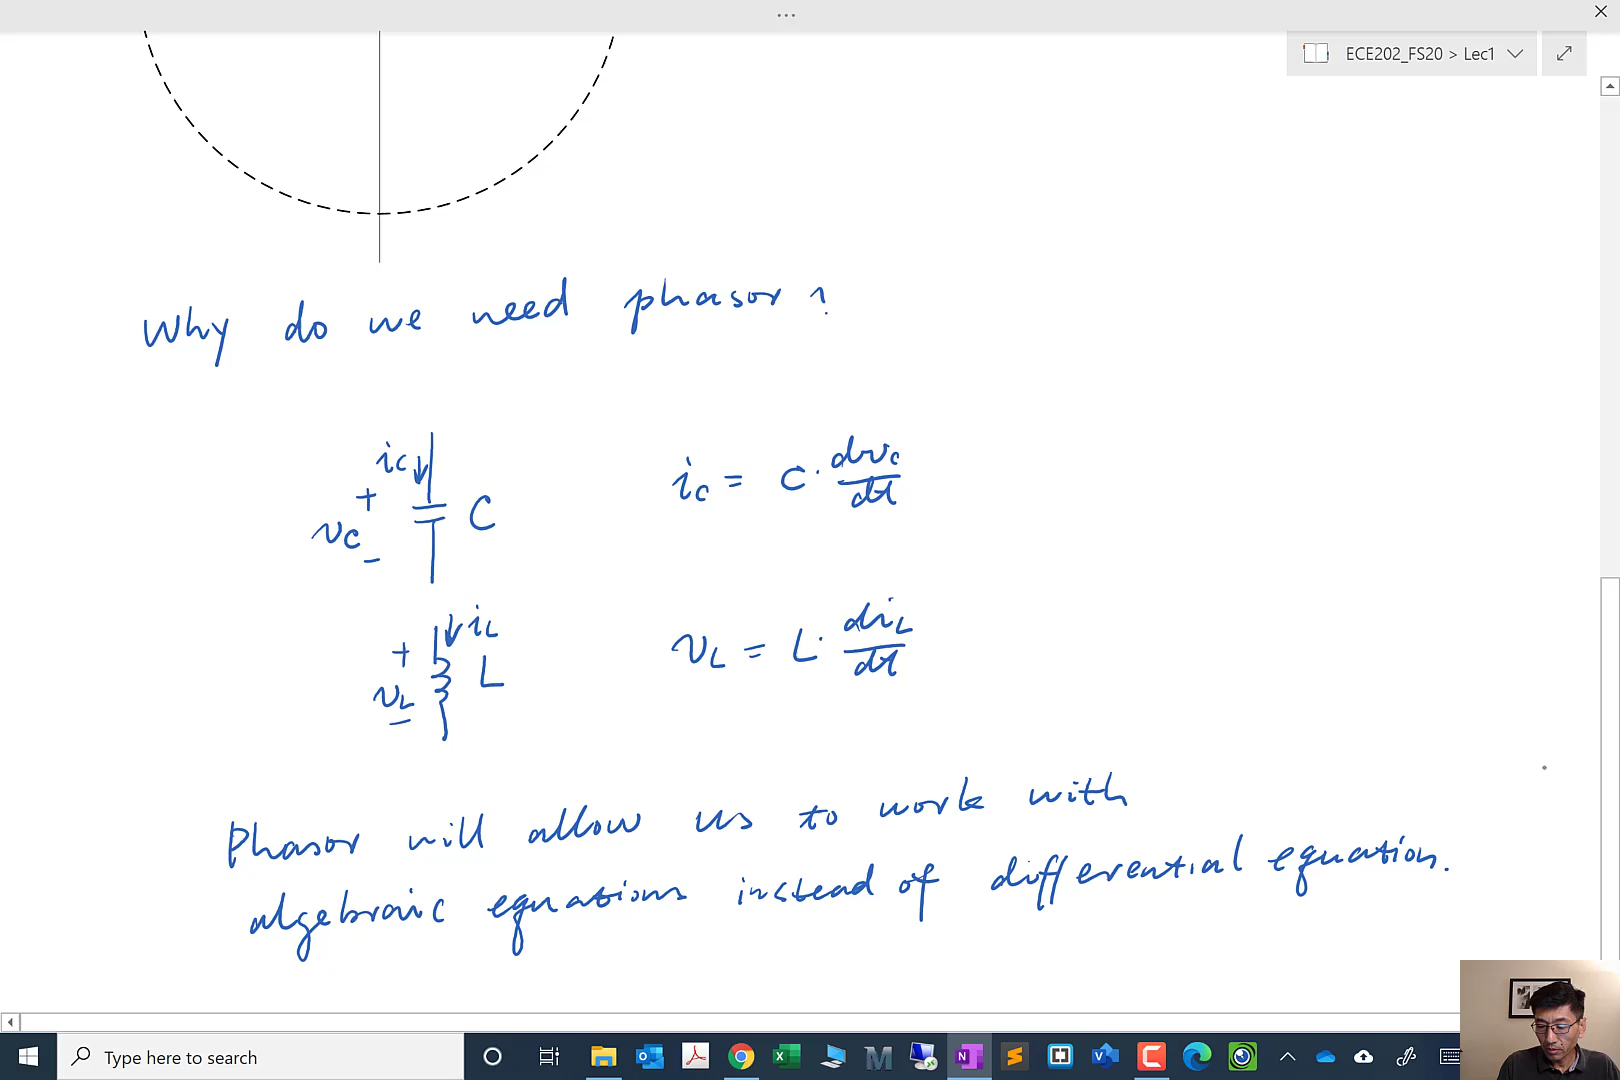 ...
ECE202_FS20 > Lec1
Why do we need phasor ?
ic
+
vc
-
C
ic = C · dvc/dt
iL
+
vL
-
L
vL = L · diL/dt
Phasor will allow us to work with
algebraic equations instead of differential equation.
Type here to search